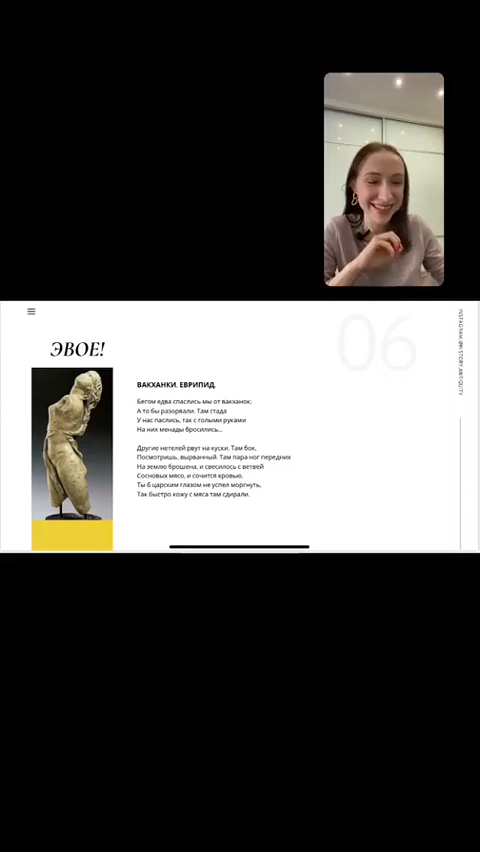 06
ЭВОЕ!
ВАКХАНКИ. ЕВРИПИД.
Бегом едва спаслись мы от вакханок:
А то бы разорвали. Там стада
У нас паслись, так с голыми руками
На них менады бросились...
Другие нетелей рвут на куски. Там бок,
Посмотришь, вырванный. Там пара ног передних
На землю брошена, и свесилось с ветвей
Сосновых мясо, и сочится кровью.
Ты б царским глазом не успел моргнуть,
Так быстро кожу с мяса там сдирали.